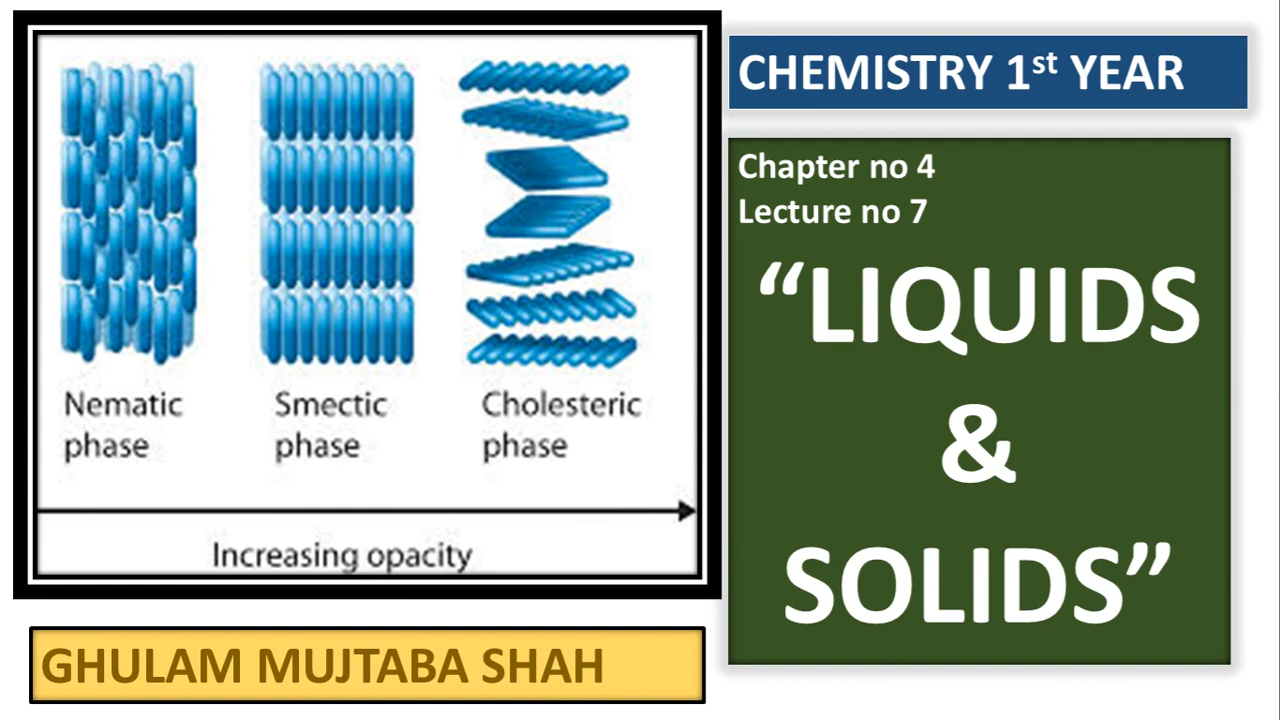 Nematic
phase
Smectic
phase
Cholesteric
phase
Increasing opacity
GHULAM MUJTABA SHAH
CHEMISTRY 1st YEAR
Chapter no 4
Lecture no 7
“LIQUIDS
&
SOLIDS”